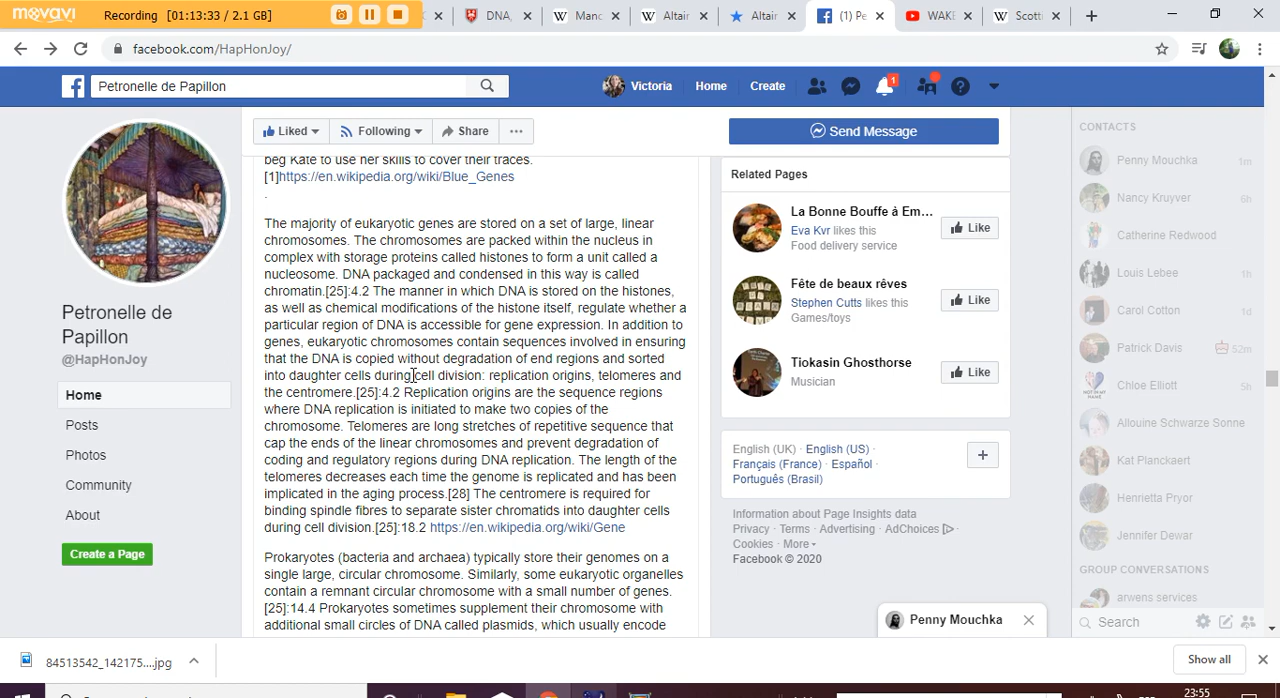 movavi
Recording [01:13:33 / 2.1 GB]
DNA,
Manc
Altair
Altair
(1) Pe
WAKE
Scotti
facebook.com/HapHonJoy/
Petronelle de Papillon
Victoria
Home
Create
1
Petronelle de
Papillon
@HapHonJoy
Home
Posts
Photos
Community
About
Create a Page
Liked
Following
Share
Send Message
beg Kate to use her skills to cover their traces.
[1]https://en.wikipedia.org/wiki/Blue_Genes
.
The majority of eukaryotic genes are stored on a set of large, linear
chromosomes. The chromosomes are packed within the nucleus in
complex with storage proteins called histones to form a unit called a
nucleosome. DNA packaged and condensed in this way is called
chromatin.[25]:4.2 The manner in which DNA is stored on the histones,
as well as chemical modifications of the histone itself, regulate whether a
particular region of DNA is accessible for gene expression. In addition to
genes, eukaryotic chromosomes contain sequences involved in ensuring
that the DNA is copied without degradation of end regions and sorted
into daughter cells during cell division: replication origins, telomeres and
the centromere.[25]:4.2 Replication origins are the sequence regions
where DNA replication is initiated to make two copies of the
chromosome. Telomeres are long stretches of repetitive sequence that
cap the ends of the linear chromosomes and prevent degradation of
coding and regulatory regions during DNA replication. The length of the
telomeres decreases each time the genome is replicated and has been
implicated in the aging process.[28] The centromere is required for
binding spindle fibres to separate sister chromatids into daughter cells
during cell division.[25]:18.2 https://en.wikipedia.org/wiki/Gene
Prokaryotes (bacteria and archaea) typically store their genomes on a
single large, circular chromosome. Similarly, some eukaryotic organelles
contain a remnant circular chromosome with a small number of genes.
[25]:14.4 Prokaryotes sometimes supplement their chromosome with
additional small circles of DNA called plasmids, which usually encode
Related Pages
La Bonne Bouffe à Em…
Eva Kvr likes this
Food delivery service
Like
Fête de beaux rêves
Stephen Cutts likes this
Games/toys
Like
Tiokasin Ghosthorse
Musician
Like
English (UK) · English (US) ·
Français (France) · Español ·
Português (Brasil)
Information about Page Insights data
Privacy · Terms · Advertising · AdChoices
Cookies · More
Facebook © 2020
CONTACTS
Penny Mouchka 1m
Nancy Kruyver 6h
Catherine Redwood
Louis Lebee 1h
Carol Cotton 1d
Patrick Davis 52m
Chloe Elliott 5h
Allouine Schwarze Sonne
Kat Planckaert
Henrietta Pryor
Jennifer Dewar
GROUP CONVERSATIONS
arwens services
Search
Penny Mouchka
84513542_142175....jpg
Show all
23:55